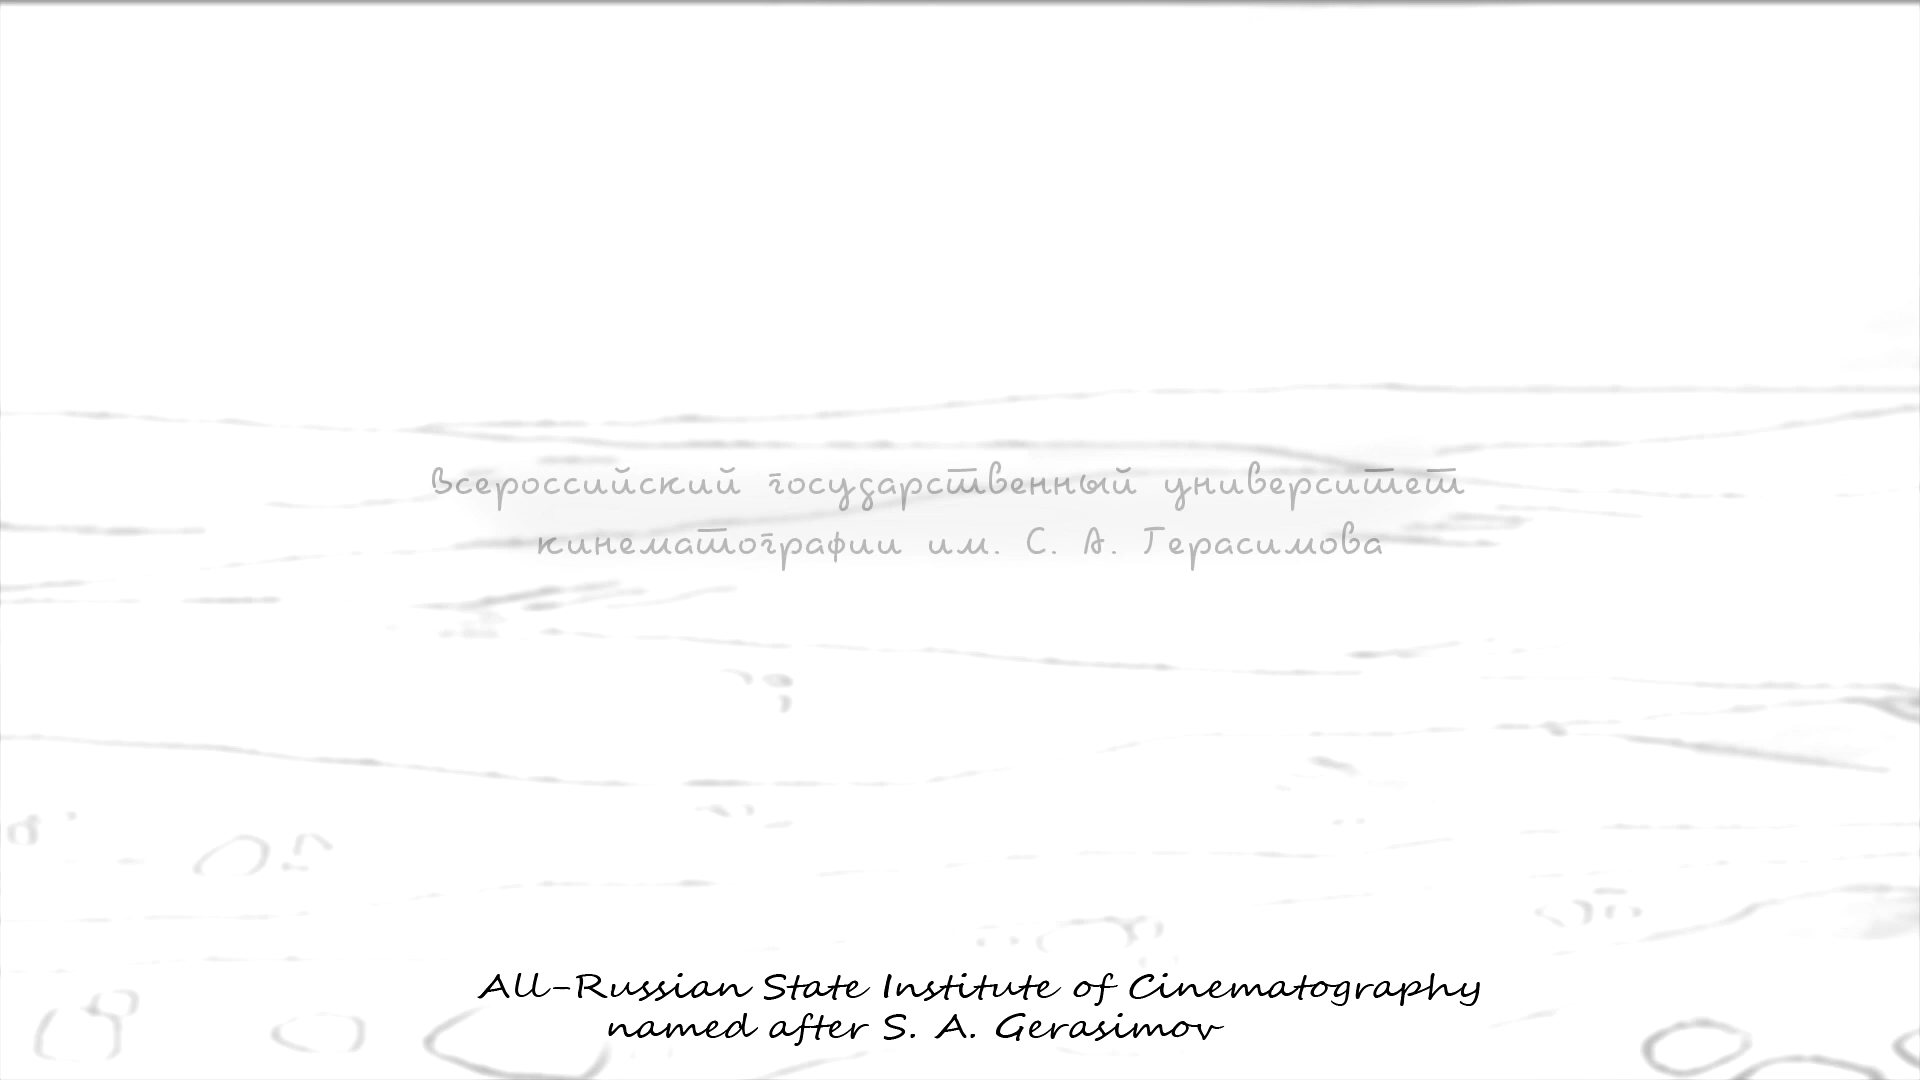 Всероссийский государственный университет
кинематографии им. С. А. Герасимова
All-Russian State Institute of Cinematography
named after S. A. Gerasimov